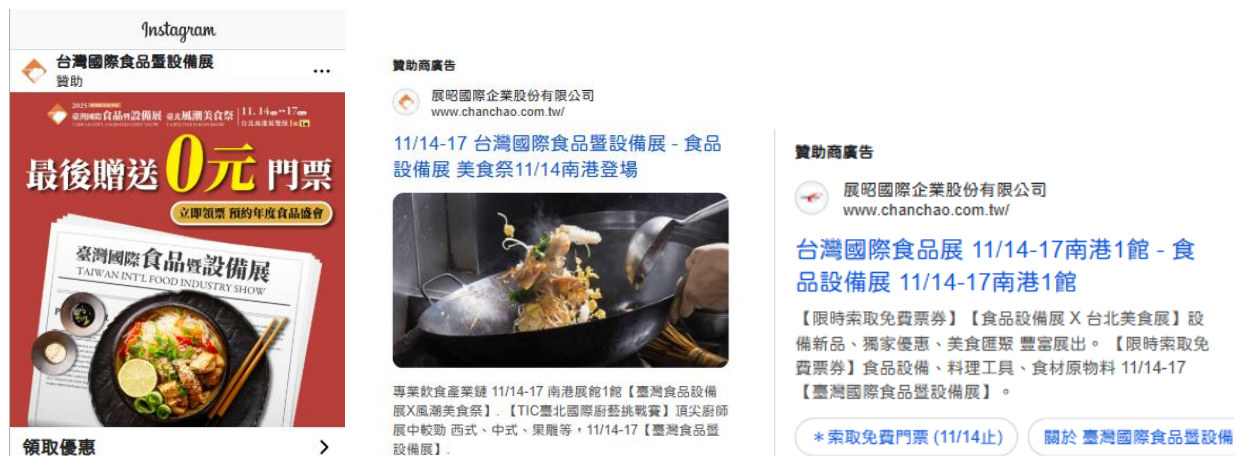 Instagram
台灣國際食品暨設備展
贊助
2025
臺灣國際食品暨設備展 臺北風潮美食祭 11.14 17
台北南港展覽館1館1樓
最後贈送0元門票
立即領票 預約年度食品盛會
臺灣國際食品暨設備展
TAIWAN INT'L FOOD INDUSTRY SHOW
領取優惠
贊助商廣告
展昭國際企業股份有限公司
www.chanchao.com.tw/
11/14-17 台灣國際食品暨設備展 - 食品
設備展 美食祭11/14南港登場
專業飲食產業鏈 11/14-17 南港展館1館【臺灣食品設備
展X風潮美食祭】. 【TIC臺北國際廚藝挑戰賽】頂尖廚師
展中較勁 西式、中式、果雕等，11/14-17【臺灣食品暨
設備展】.
贊助商廣告
展昭國際企業股份有限公司
www.chanchao.com.tw/
台灣國際食品展 11/14-17南港1館 - 食
品設備展 11/14-17南港1館
【限時索取免費票券】【食品設備展 X 台北美食展】設
備新品、獨家優惠、美食匯聚 豐富展出。 【限時索取免
費票券】食品設備、料理工具、食材原物料 11/14-17
【臺灣國際食品暨設備展】。
＊索取免費門票 (11/14止)
關於 臺灣國際食品暨設備